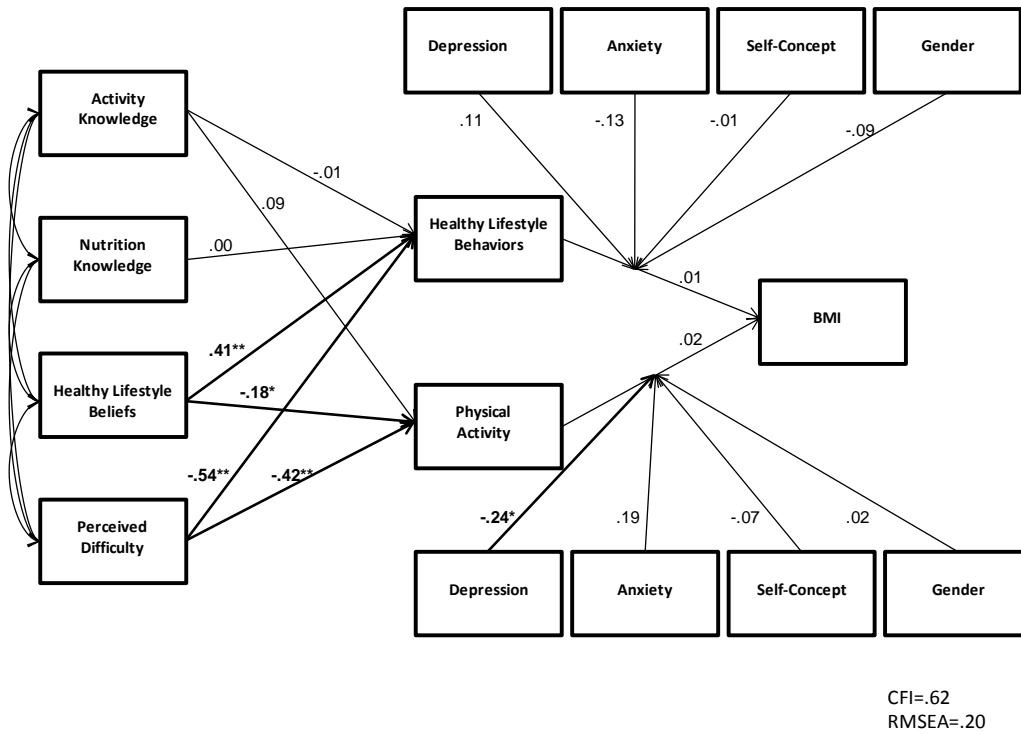 Depression
Anxiety
Self-Concept
Gender
Activity
Knowledge
.11
-.13
-.01
-.09
-.01
.09
Nutrition
Knowledge
.00
Healthy Lifestyle
Behaviors
.01
BMI
.02
Healthy Lifestyle
Beliefs
.41**
-.18*
Physical
Activity
-.54**
-.42**
Perceived
Difficulty
-.24*
.19
-.07
.02
Depression
Anxiety
Self-Concept
Gender
CFI=.62
RMSEA=.20